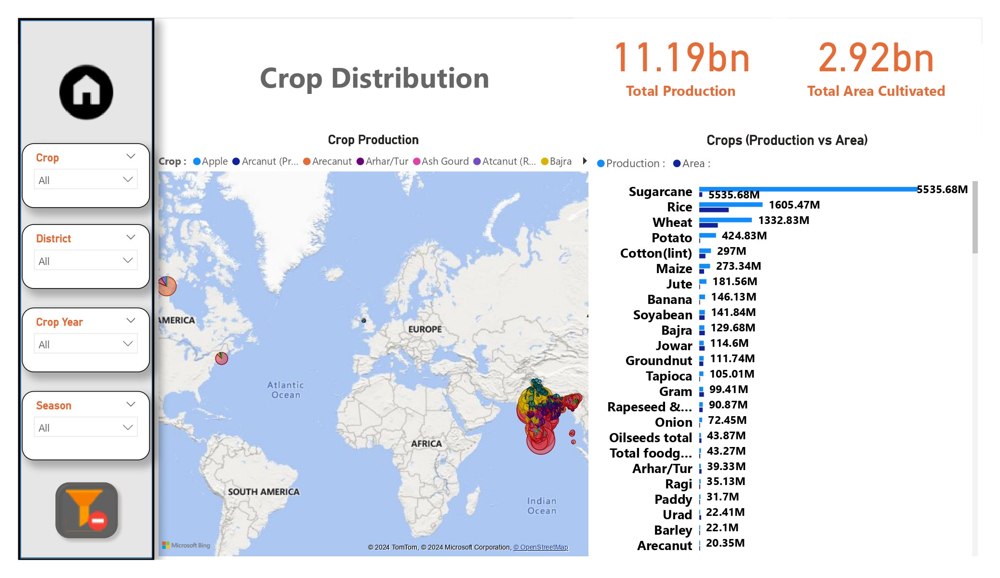 Crop Distribution
11.19bn
Total Production
2.92bn
Total Area Cultivated
Crop
All
District
All
Crop Year
All
Season
All
Crop Production
Crop : Apple Arcanut (Pr... Arecanut Arhar/Tur Ash Gourd Atcanut (R... Bajra
AMERICA
EUROPE
Atlantic
Ocean
AFRICA
SOUTH AMERICA
Indian
Ocean
Microsoft Bing
© 2024 TomTom, © 2024 Microsoft Corporation, © OpenStreetMap
Crops (Production vs Area)
Production : Area :
Sugarcane 5535.68M
5535.68M
Rice 1605.47M
Wheat 1332.83M
Potato 424.83M
Cotton(lint) 297M
Maize 273.34M
Jute 181.56M
Banana 146.13M
Soyabean 141.84M
Bajra 129.68M
Jowar 114.6M
Groundnut 111.74M
Tapioca 105.01M
Gram 99.41M
Rapeseed &... 90.87M
Onion 72.45M
Oilseeds total 43.87M
Total foodg... 43.27M
Arhar/Tur 39.33M
Ragi 35.13M
Paddy 31.7M
Urad 22.41M
Barley 22.1M
Arecanut 20.35M